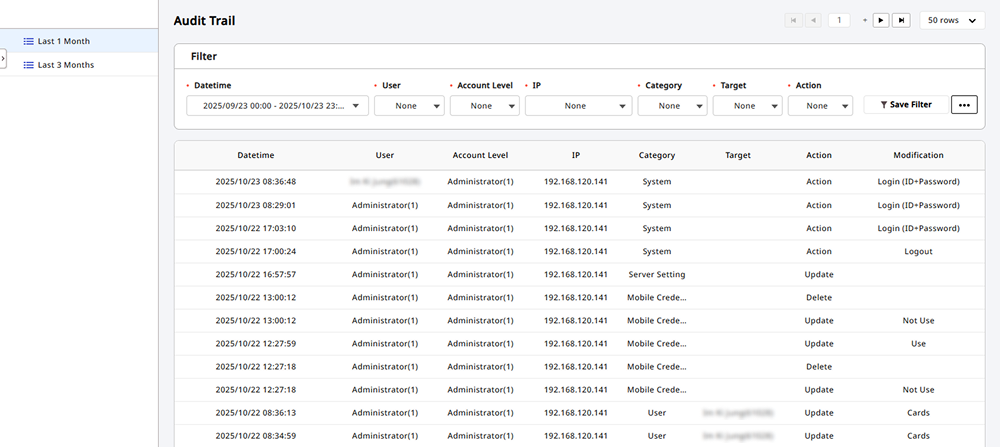 Audit Trail
1 + 50 rows
Last 1 Month
Last 3 Months
Filter
Datetime User Account Level IP Category Target Action
2025/09/23 00:00 - 2025/10/23 23:... None None None None None None Save Filter •••
Datetime User Account Level IP Category Target Action Modification
2025/10/23 08:36:48 Administrator(1) 192.168.120.141 System Action Login (ID+Password)
2025/10/23 08:29:01 Administrator(1) Administrator(1) 192.168.120.141 System Action Login (ID+Password)
2025/10/22 17:03:10 Administrator(1) Administrator(1) 192.168.120.141 System Action Login (ID+Password)
2025/10/22 17:00:24 Administrator(1) Administrator(1) 192.168.120.141 System Action Logout
2025/10/22 16:57:57 Administrator(1) Administrator(1) 192.168.120.141 Server Setting Update
2025/10/22 13:00:12 Administrator(1) Administrator(1) 192.168.120.141 Mobile Crede... Delete
2025/10/22 13:00:12 Administrator(1) Administrator(1) 192.168.120.141 Mobile Crede... Update Not Use
2025/10/22 12:27:59 Administrator(1) Administrator(1) 192.168.120.141 Mobile Crede... Update Use
2025/10/22 12:27:18 Administrator(1) Administrator(1) 192.168.120.141 Mobile Crede... Delete
2025/10/22 12:27:18 Administrator(1) Administrator(1) 192.168.120.141 Mobile Crede... Update Not Use
2025/10/22 08:36:13 Administrator(1) Administrator(1) 192.168.120.141 User Update Cards
2025/10/22 08:34:59 Administrator(1) Administrator(1) 192.168.120.141 User Update Cards